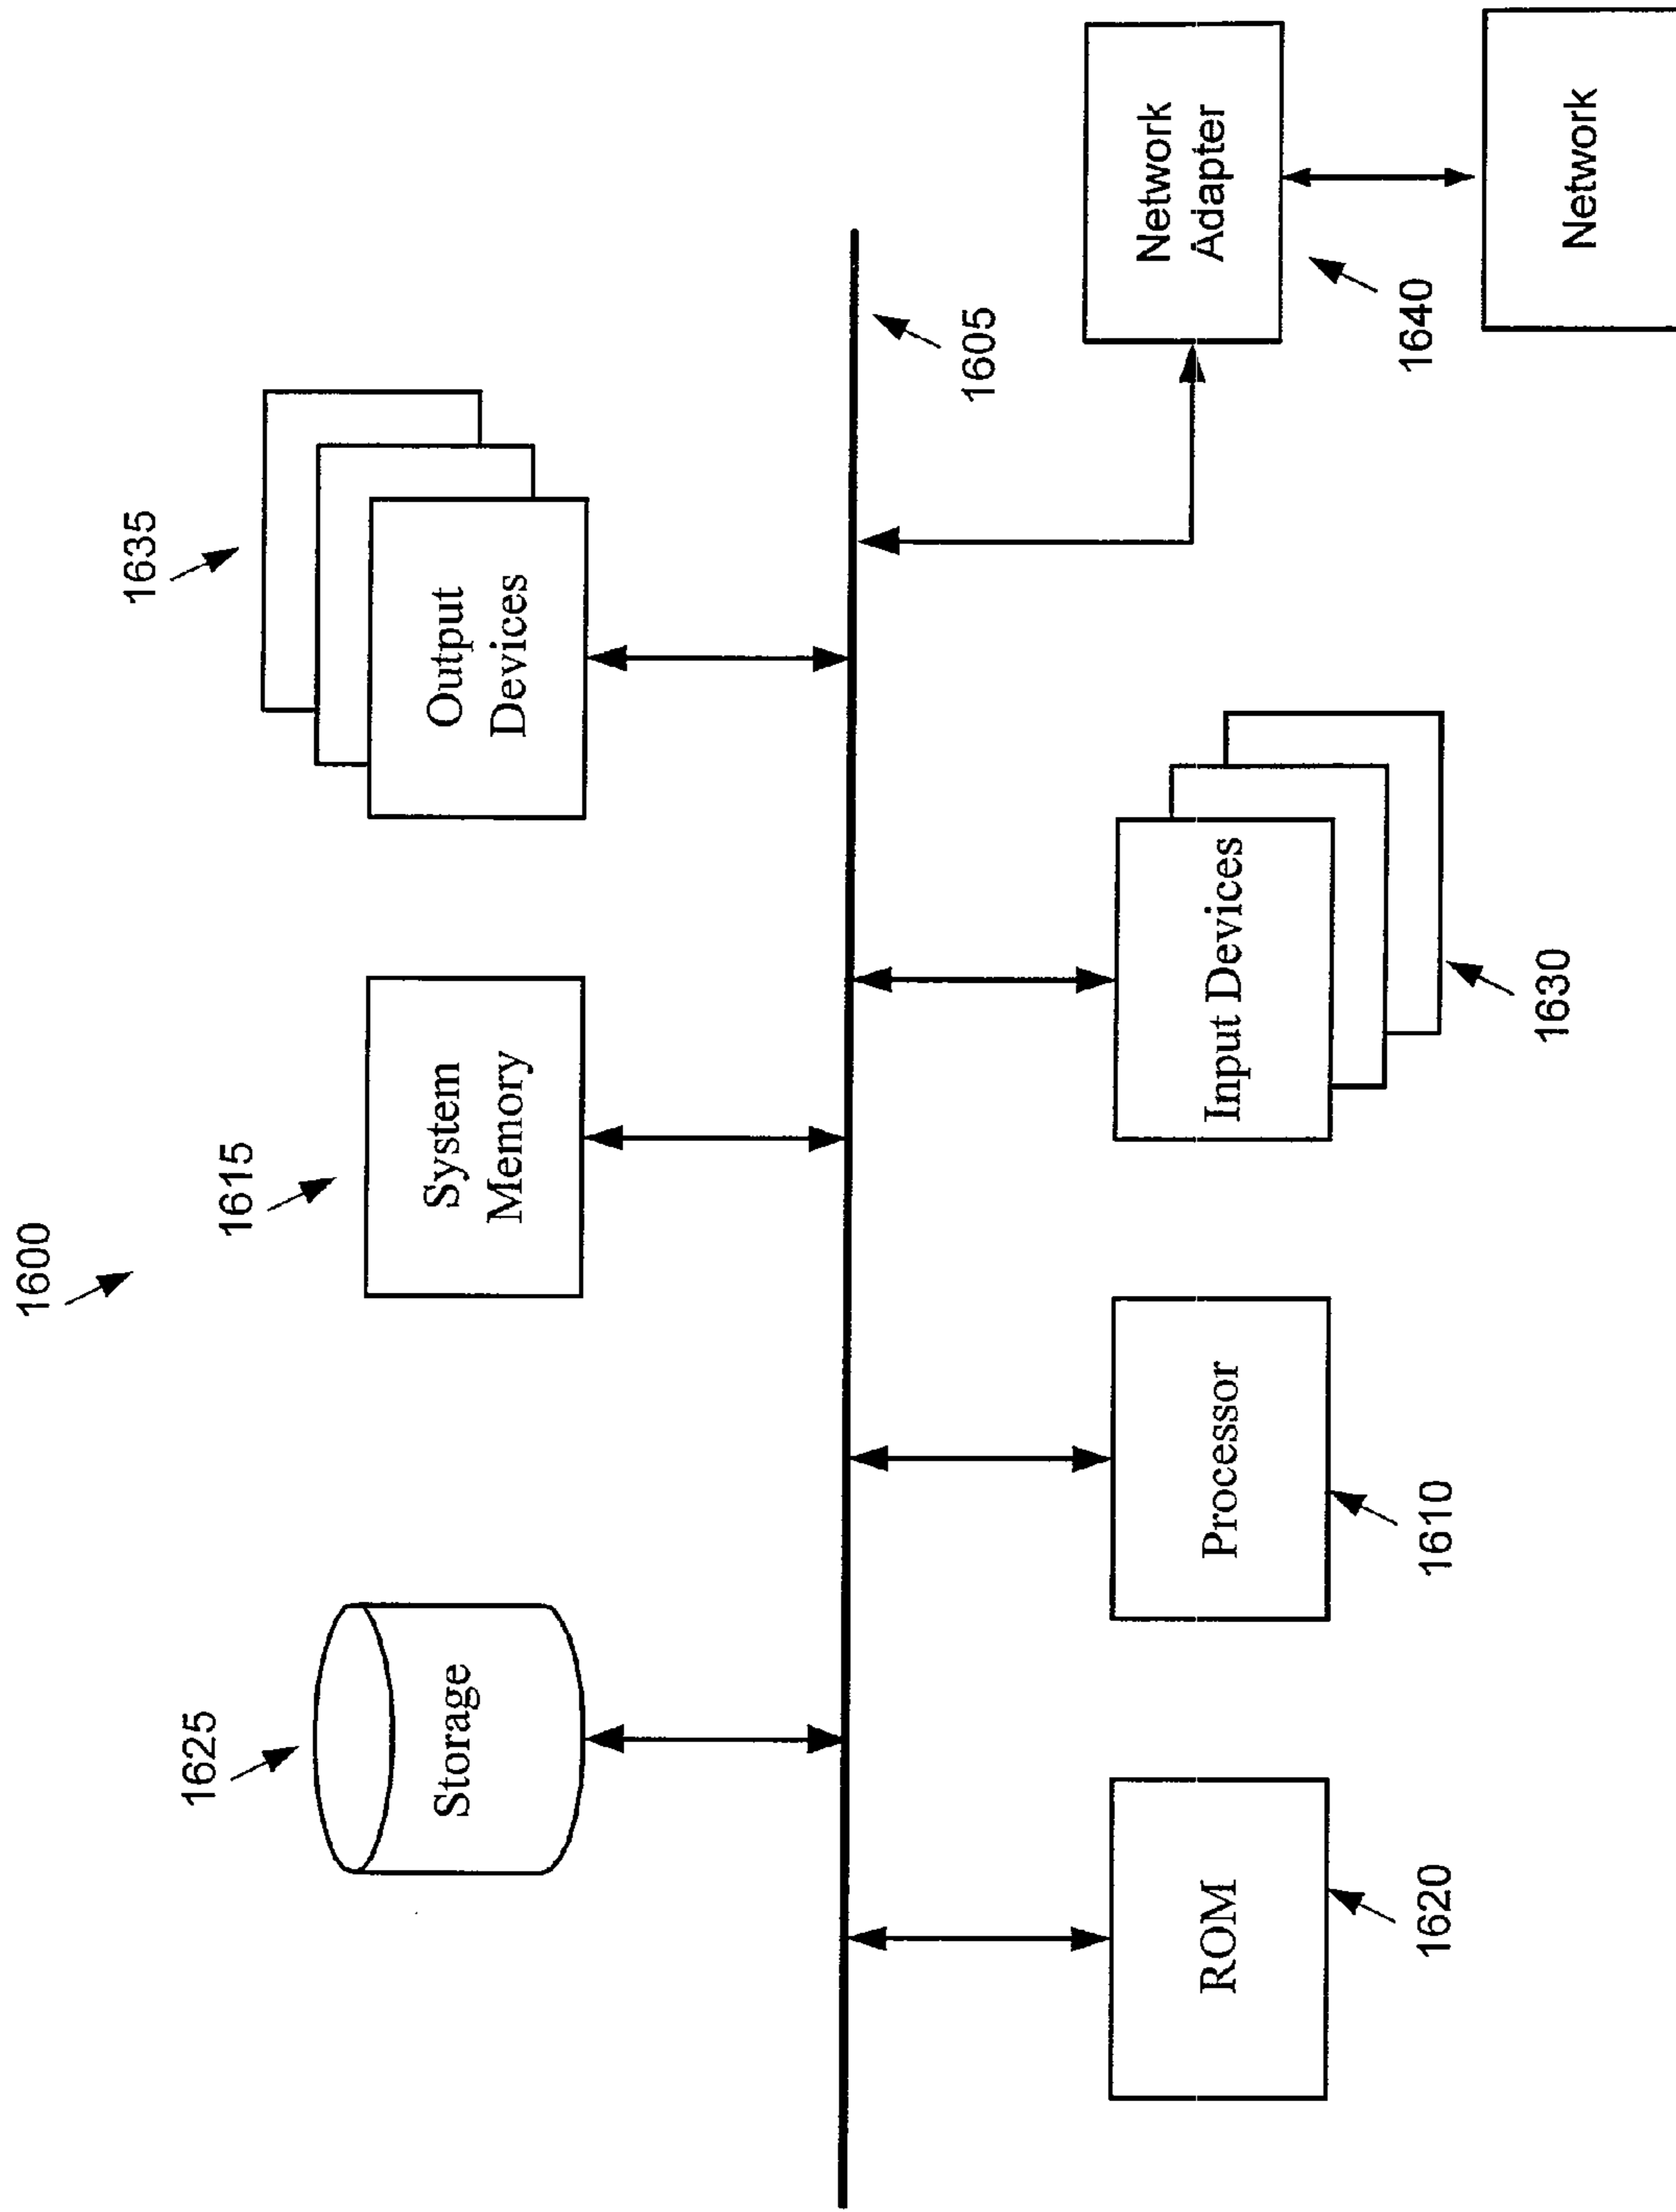 1600
1625
1615
1635
Storage
System
Memory
Output
Devices
1605
ROM
Processor
Input Devices
Network
Adapter
1620
1610
1630
1640
Network